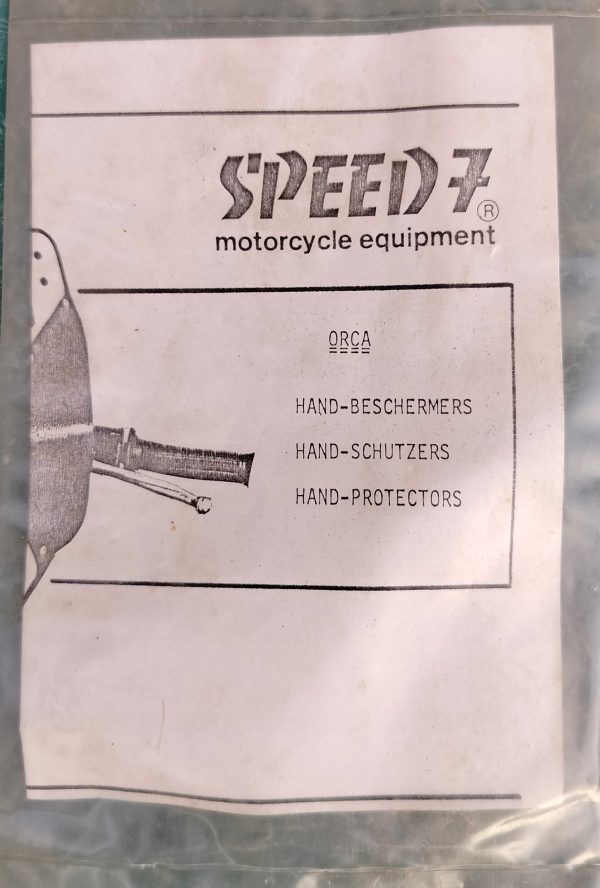 SPEED7®
motorcycle equipment
ORCA
HAND-BESCHERMERS
HAND-SCHUTZERS
HAND-PROTECTORS